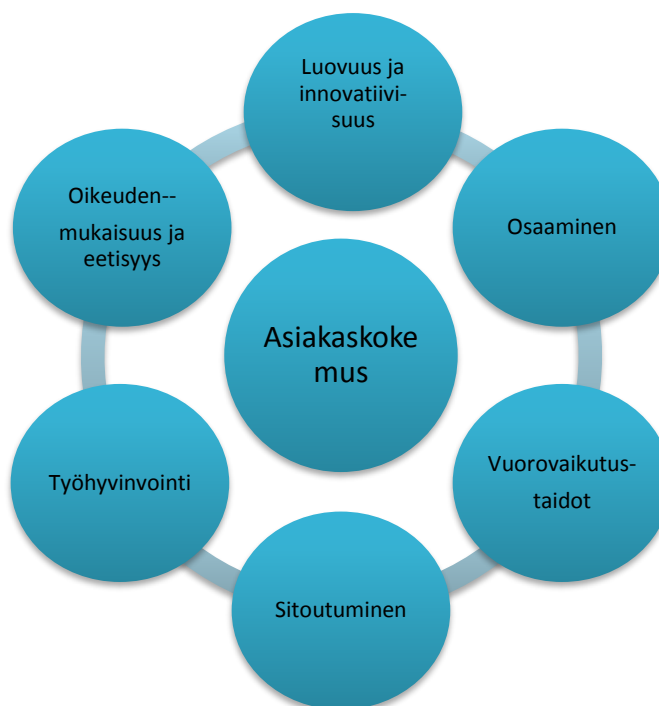 Luovuus ja
innovatiivi-
suus
Oikeuden--
mukaisuus ja
eetisyys
Osaaminen
Asiakaskoke
mus
Työhyvinvointi
Vuorovaikutus-
taidot
Sitoutuminen